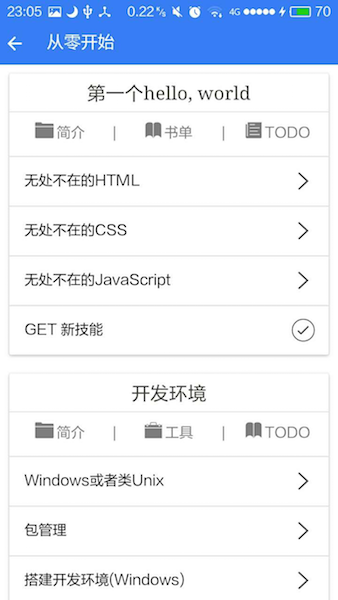 23:05 0.22 K/s 4G 70
从零开始
第一个hello, world
简介 | 书单 | TODO
无处不在的HTML
无处不在的CSS
无处不在的JavaScript
GET 新技能
开发环境
简介 | 工具 | TODO
Windows或者类Unix
包管理
搭建开发环境(Windows)